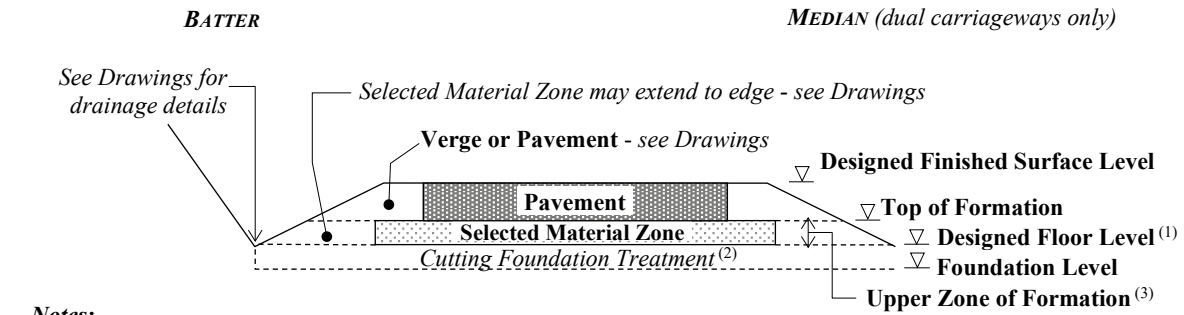 BATTER
MEDIAN (dual carriageways only)
See Drawings for
drainage details
Selected Material Zone may extend to edge - see Drawings
Verge or Pavement - see Drawings
Designed Finished Surface Level
Pavement
Top of Formation
Selected Material Zone
Designed Floor Level (1)
Cutting Foundation Treatment (2)
Foundation Level
Upper Zone of Formation (3)
Notes: